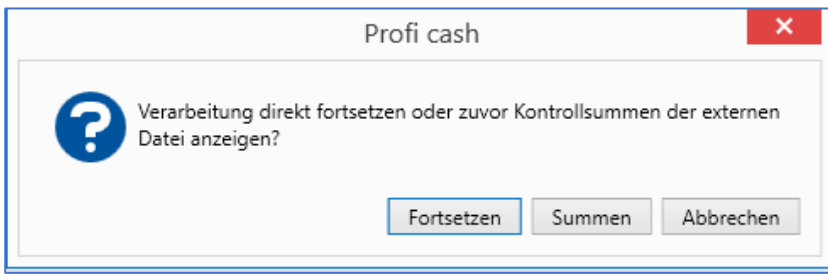 Profi cash
Verarbeitung direkt fortsetzen oder zuvor Kontrollsummen der externen
Datei anzeigen?
Fortsetzen Summen Abbrechen